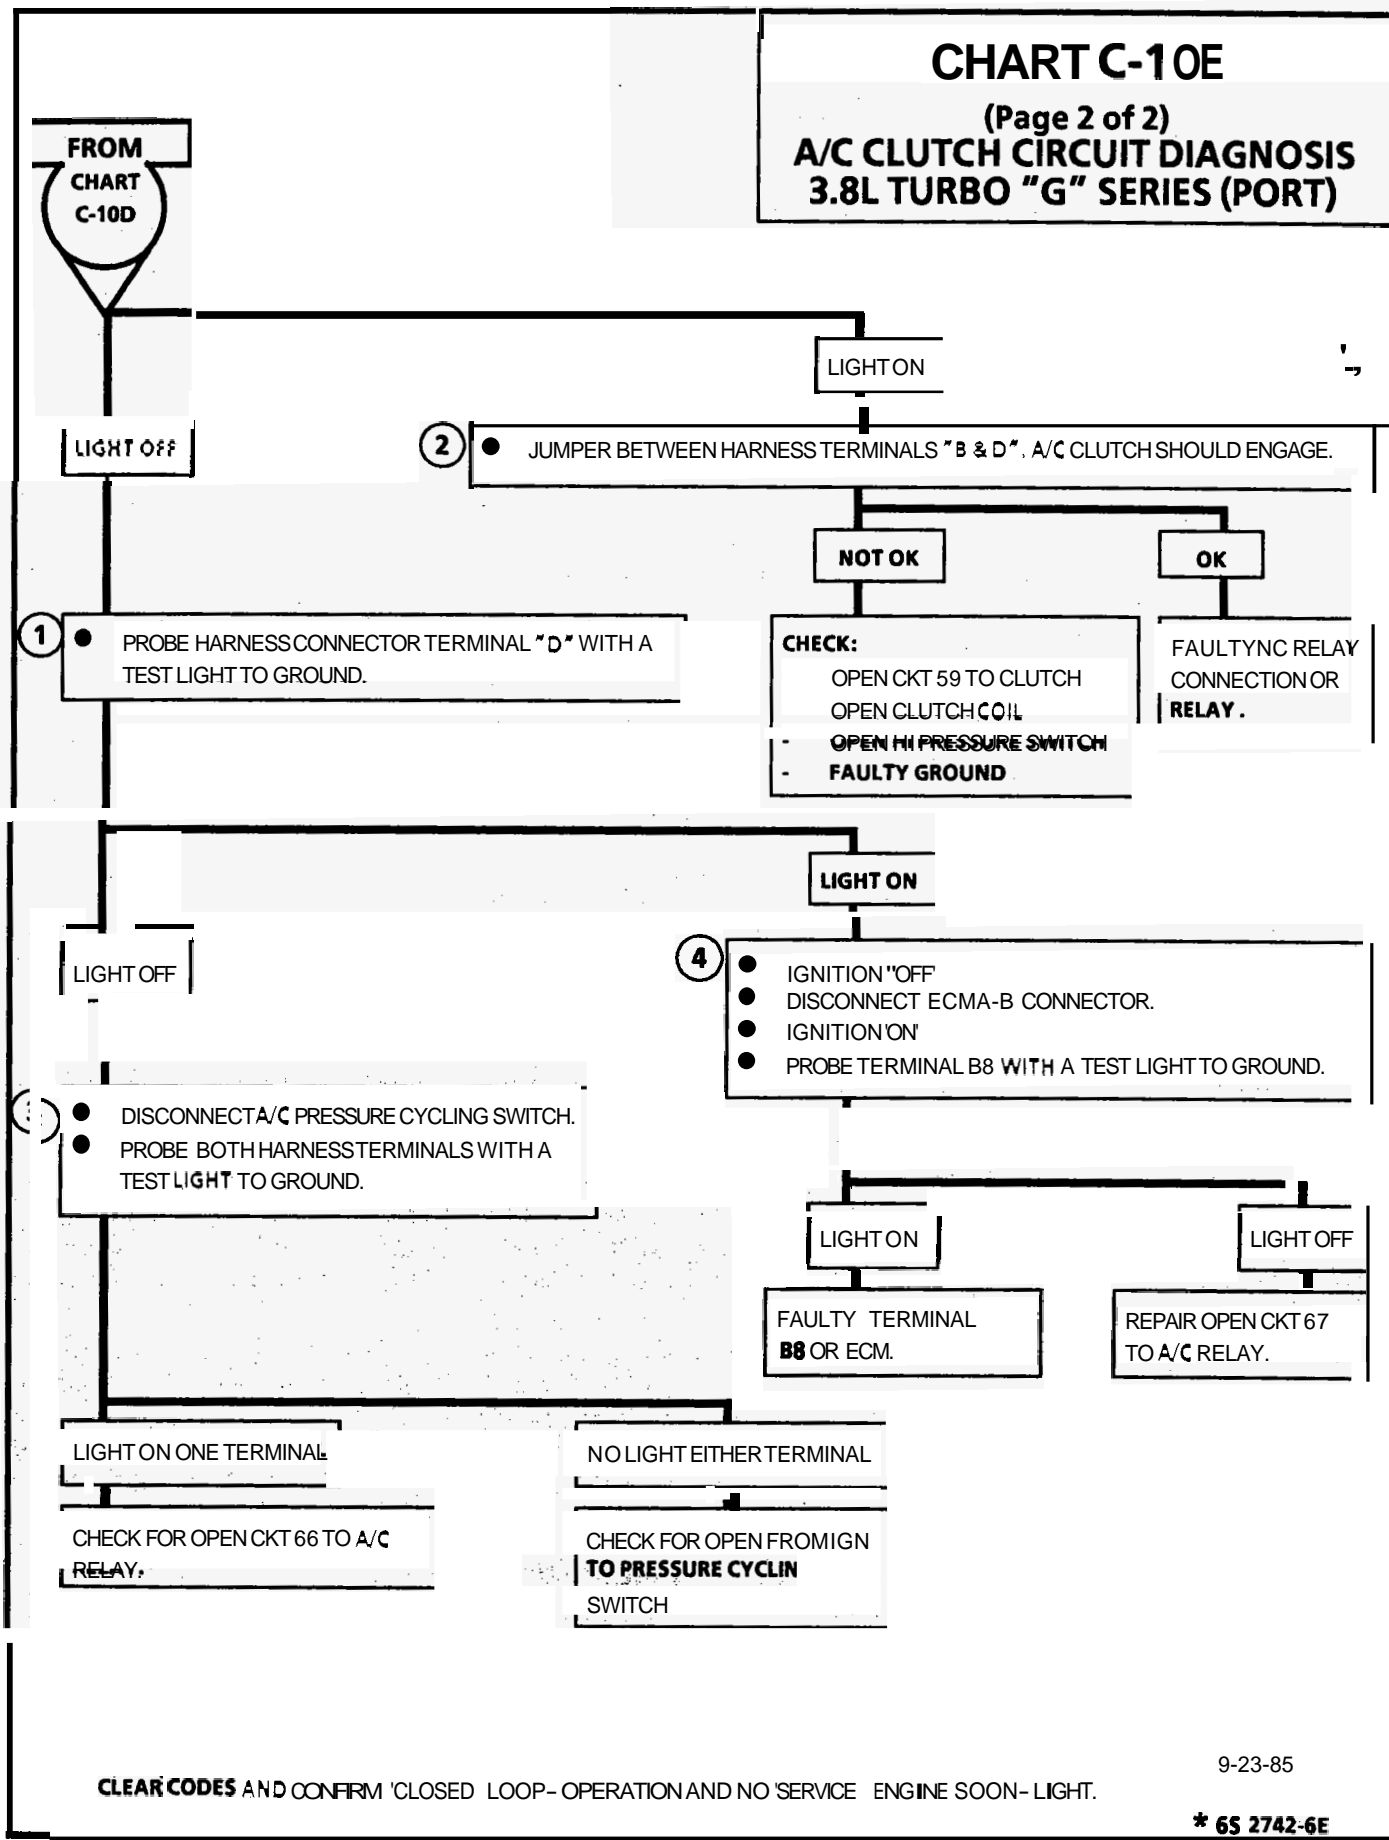 CHART C-10E
(Page 2 of 2)
A/C CLUTCH CIRCUIT DIAGNOSIS
3.8L TURBO "G" SERIES (PORT)
FROM
CHART
C-10D
LIGHT ON
LIGHT OFF
2
● JUMPER BETWEEN HARNESS TERMINALS "B & D", A/C CLUTCH SHOULD ENGAGE.
NOT OK
OK
1
● PROBE HARNESS CONNECTOR TERMINAL "D" WITH A
TEST LIGHT TO GROUND.
CHECK:
OPEN CKT 59 TO CLUTCH
OPEN CLUTCH COIL
- OPEN HI PRESSURE SWITCH
- FAULTY GROUND
FAULTYNC RELAY
CONNECTION OR
RELAY.
LIGHT ON
LIGHT OFF
4
● IGNITION "OFF'
● DISCONNECT ECMA-B CONNECTOR.
● IGNITION 'ON'
● PROBE TERMINAL B8 WITH A TEST LIGHT TO GROUND.
● DISCONNECT A/C PRESSURE CYCLING SWITCH.
● PROBE BOTH HARNESS TERMINALS WITH A
TEST LIGHT TO GROUND.
LIGHT ON
LIGHT OFF
FAULTY TERMINAL
B8 OR ECM.
REPAIR OPEN CKT 67
TO A/C RELAY.
LIGHT ON ONE TERMINAL
NO LIGHT EITHER TERMINAL
CHECK FOR OPEN CKT 66 TO A/C
RELAY.
CHECK FOR OPEN FROM IGN
TO PRESSURE CYCLIN
SWITCH
9-23-85
CLEAR CODES AND CONFIRM 'CLOSED LOOP- OPERATION AND NO 'SERVICE ENGINE SOON- LIGHT.
* 6S 2742-6E